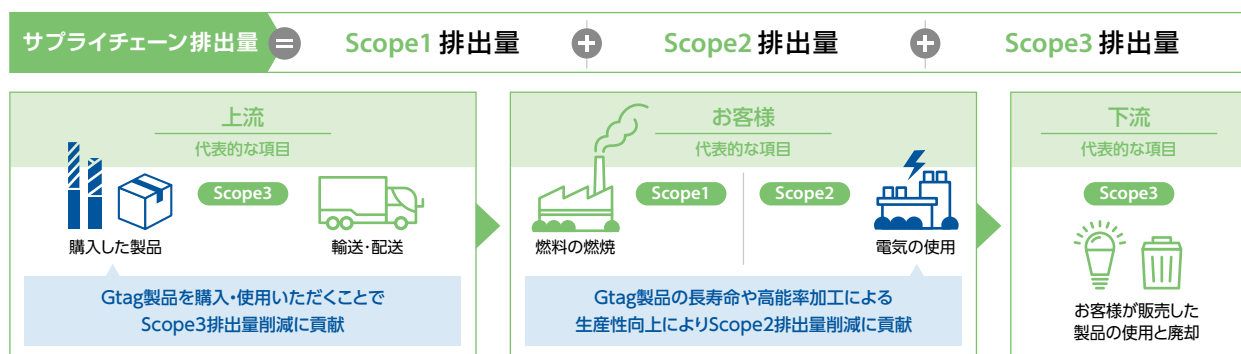 サプライチェーン排出量 = Scope1 排出量 + Scope2 排出量 + Scope3 排出量
上流
代表的な項目
Scope3
購入した製品
輸送・配送
Gtag製品を購入・使用いただくことで
Scope3排出量削減に貢献
お客様
代表的な項目
Scope1
Scope2
燃料の燃焼
電気の使用
Gtag製品の長寿命や高能率加工による
生産性向上によりScope2排出量削減に貢献
下流
代表的な項目
Scope3
お客様が販売した
製品の使用と廃却